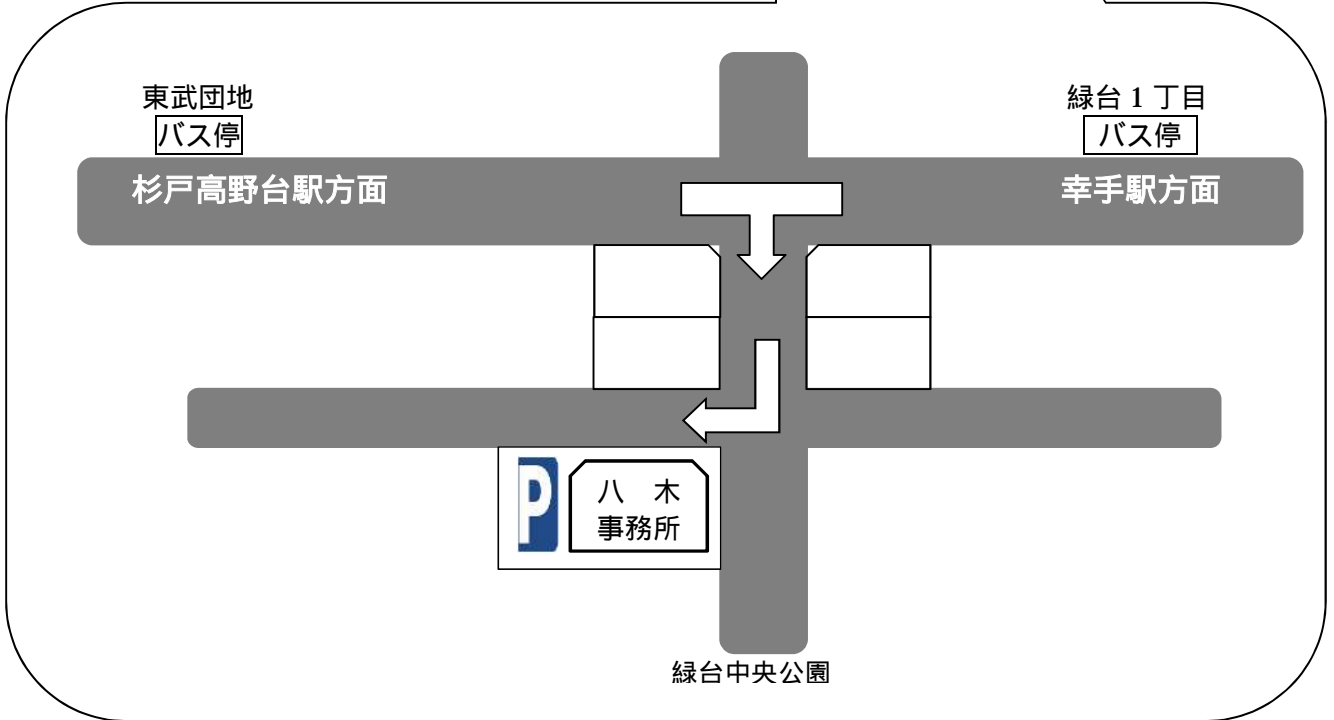 東武団地
バス停
緑台1丁目
バス停
杉戸高野台駅方面
幸手駅方面
P
八 木
事務所
緑台中央公園